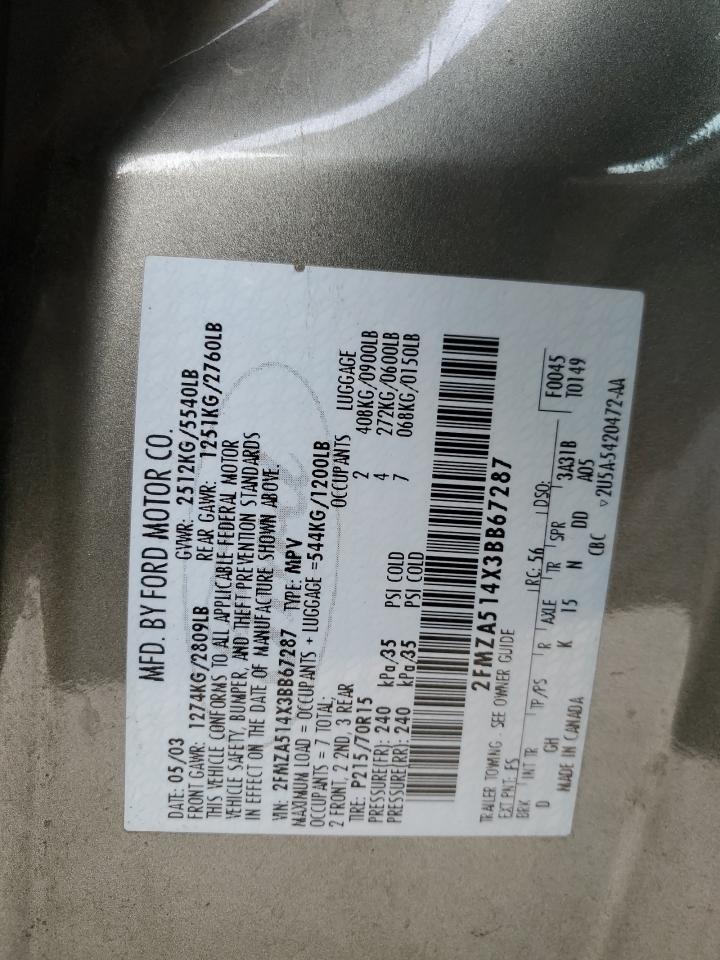 MFD. BY FORD MOTOR CO.
DATE: 05/03 GVWR: 2512KG/5540LB
FRONT GAWR: 1274KG/2809LB REAR GAWR: 1251KG/2760LB
THIS VEHICLE CONFORMS TO ALL APPLICABLE FEDERAL MOTOR
VEHICLE SAFETY, BUMPER, AND THEFT PREVENTION STANDARDS
IN EFFECT ON THE DATE OF MANUFACTURE SHOWN ABOVE.
VIN: 2FMZA514X3BB67287 TYPE: MPV
MAXIMUM LOAD = OCCUPANTS + LUGGAGE =544KG/1200LB
OCCUPANTS = 7 TOTAL: OCCUPANTS LUGGAGE
2 FRONT, 2 2ND, 3 REAR 2 408KG/0900LB
TIRE: P215/70R15 4 272KG/0600LB
PRESSURE(FR): 240 kPa/35 PSI COLD 7 068KG/0150LB
PRESSURE(RR): 240 kPa/35 PSI COLD
2FMZA514X3BB67287
TRAILER TOWING - SEE OWNER GUIDE
EXT PNT: F5 RC: 56 DSO: F0045
BRK INT TR TP/PS R AXLE TR SPR T0149
D GH K 15 N DD 3A31B
A05
MADE IN CANADA CBC ▿2U5A-5420472-AA